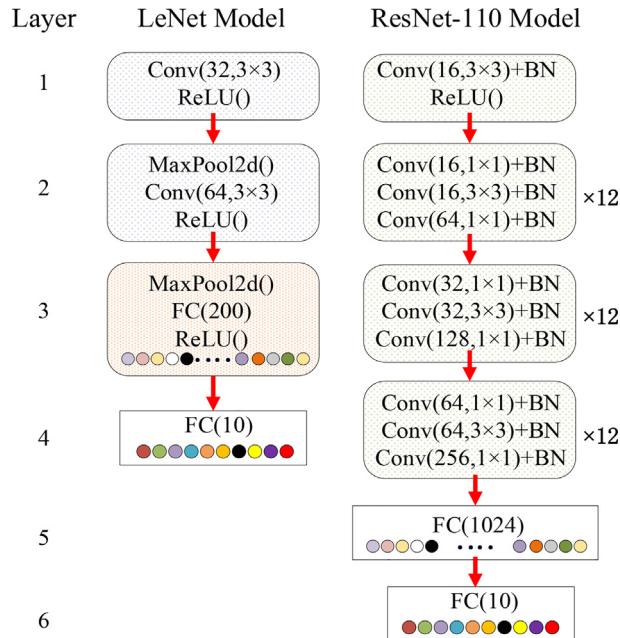 Layer LeNet Model ResNet-110 Model
1
Conv(32,3×3)
ReLU()
Conv(16,3×3)+BN
ReLU()
2
MaxPool2d()
Conv(64,3×3)
ReLU()
Conv(16,1×1)+BN
Conv(16,3×3)+BN
Conv(64,1×1)+BN
×12
3
MaxPool2d()
FC(200)
ReLU()
Conv(32,1×1)+BN
Conv(32,3×3)+BN
Conv(128,1×1)+BN
×12
4
FC(10)
Conv(64,1×1)+BN
Conv(64,3×3)+BN
Conv(256,1×1)+BN
×12
5
FC(1024)
6
FC(10)